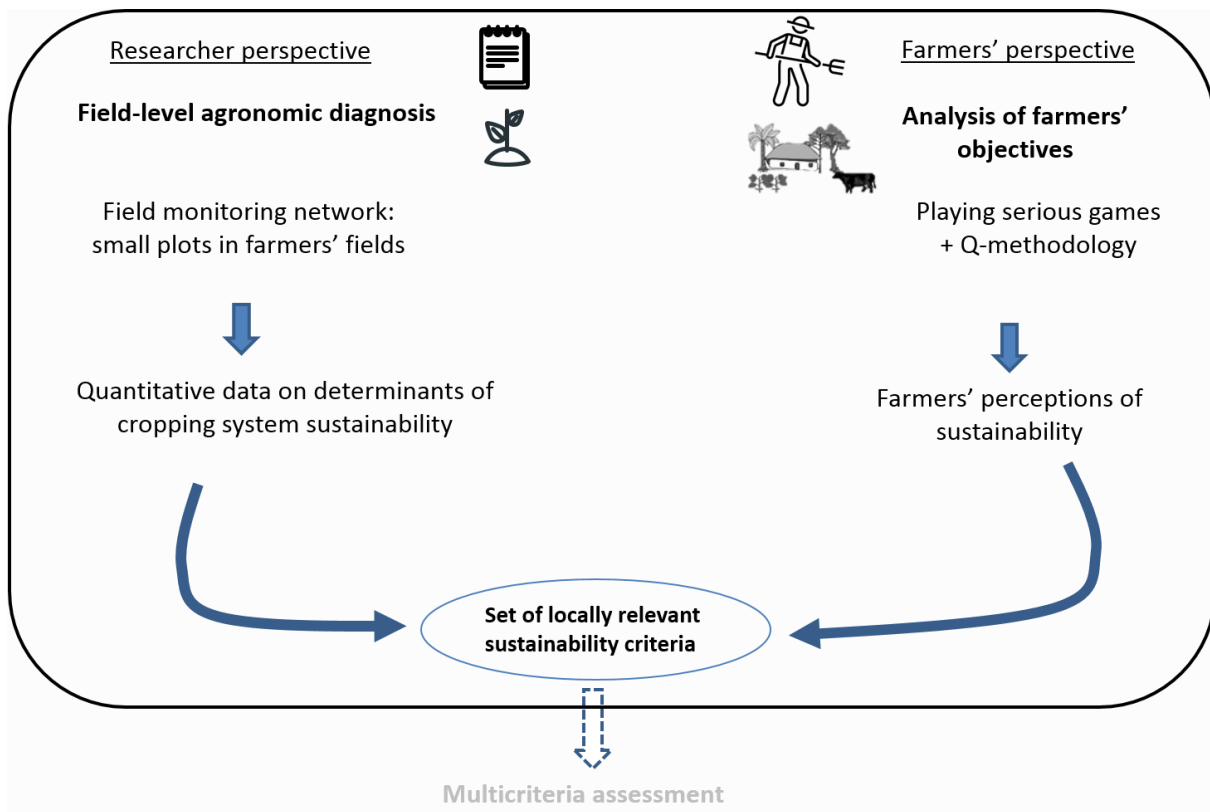 Researcher perspective
Field-level agronomic diagnosis
Field monitoring network:
small plots in farmers’ fields
Quantitative data on determinants of
cropping system sustainability
Farmers’ perspective
Analysis of farmers’
objectives
Playing serious games
+ Q-methodology
Farmers’ perceptions of
sustainability
Set of locally relevant
sustainability criteria
Multicriteria assessment